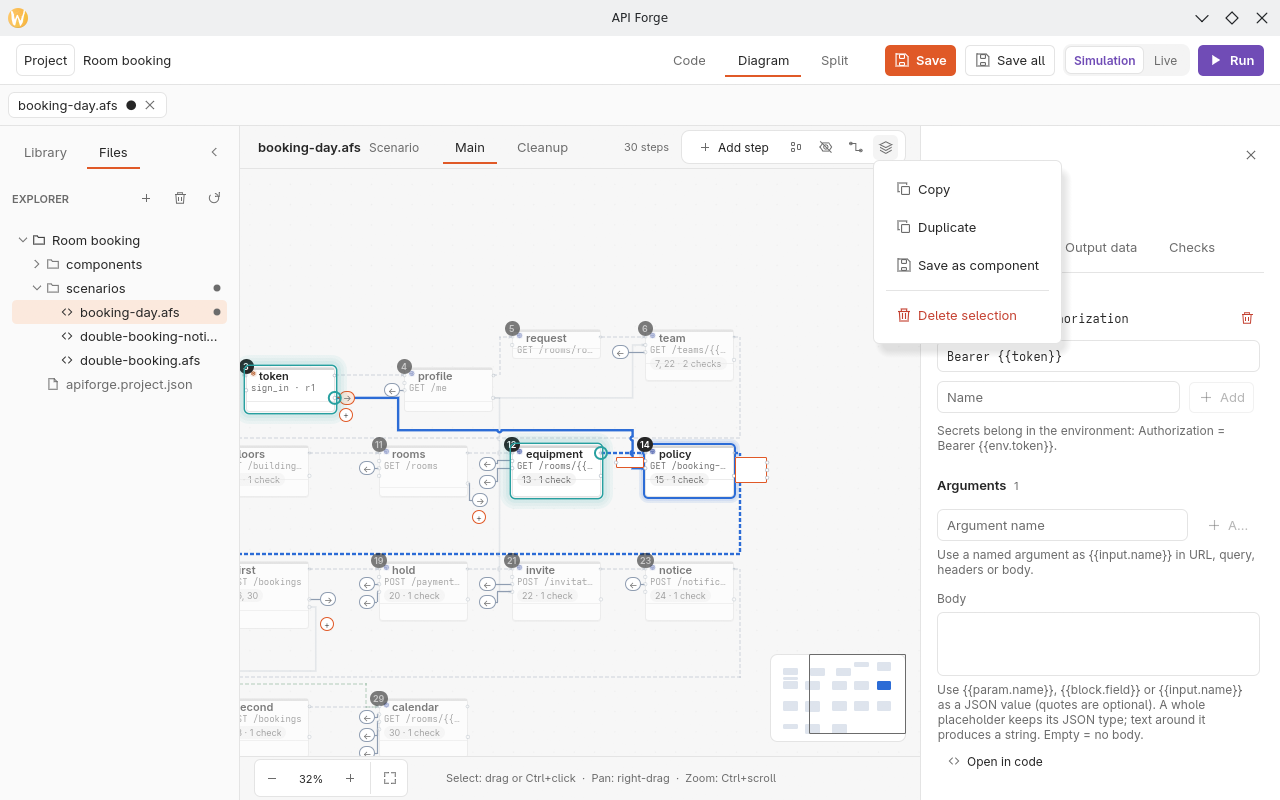 API Forge
Project
Room booking
Code
Diagram
Split
Save
Save all
Simulation
Live
Run
booking-day.afs
Library
Files
EXPLORER
Room booking
components
scenarios
booking-day.afs
double-booking-noti...
double-booking.afs
apiforge.project.json
booking-day.afs
Scenario
Main
Cleanup
30 steps
Add step
Copy
Duplicate
Save as component
Delete selection
5
request
GET /rooms/ro…
6
team
GET /teams/{{…
7, 22 · 2 checks
3
token
sign_in · r1
4
profile
GET /me
loors
/building…
· 1 check
11
rooms
GET /rooms
12
equipment
GET /rooms/{{…
13 · 1 check
14
policy
GET /booking-…
15 · 1 check
irst
ST /bookings
, 30
19
hold
POST /payment…
20 · 1 check
21
invite
POST /invitat…
22 · 1 check
23
notice
POST /notific…
24 · 1 check
econd
ST /bookings
· 1 check
29
calendar
GET /rooms/{{…
30 · 1 check
32%
Select: drag or Ctrl+click · Pan: right-drag · Zoom: Ctrl+scroll
Output data
Checks
orization
Bearer {{token}}
Name
Add
Secrets belong in the environment: Authorization =
Bearer {{env.token}}.
Arguments 1
Argument name
A...
Use a named argument as {{input.name}} in URL, query,
headers or body.
Body
Use {{param.name}}, {{block.field}} or {{input.name}}
as a JSON value (quotes are optional). A whole
placeholder keeps its JSON type; text around it
produces a string. Empty = no body.
Open in code